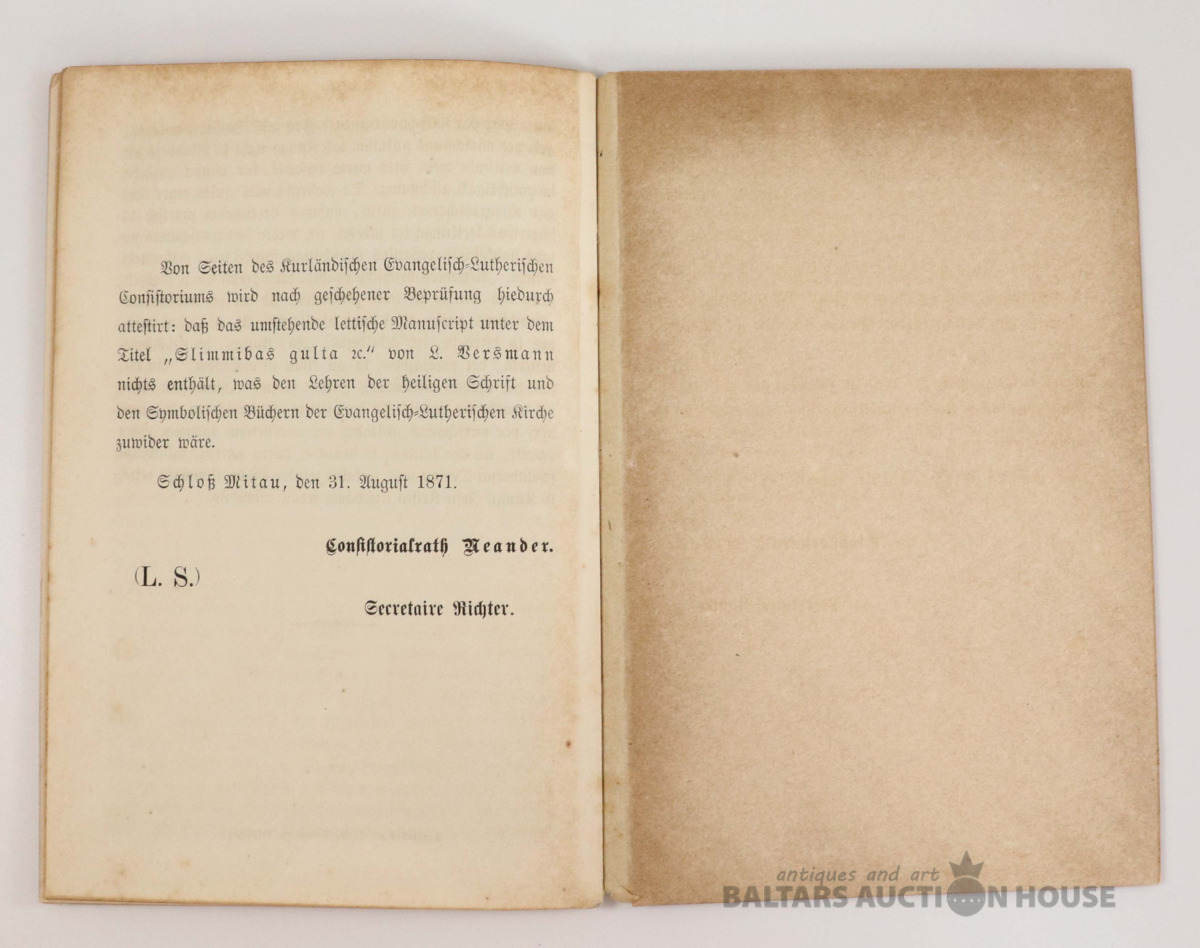 Von Seiten des Kurländischen Evangelisch-Lutherischen
Consistoriums wird nach geschehener Beprüfung hiedurch
attestirt: daß das umstehende lettische Manuscript unter dem
Titel „Slimmibas gulta ꝛc.“ von L. Bersmann
nichts enthält, was den Lehren der heiligen Schrift und
den Symbolischen Büchern der Evangelisch-Lutherischen Kirche
zuwider wäre.
Schloß Mitau, den 31. August 1871.
Consistorialrath Neander.
(L. S.)
Secretaire Richter.
antiques and art
BALTARS AUCTION HOUSE